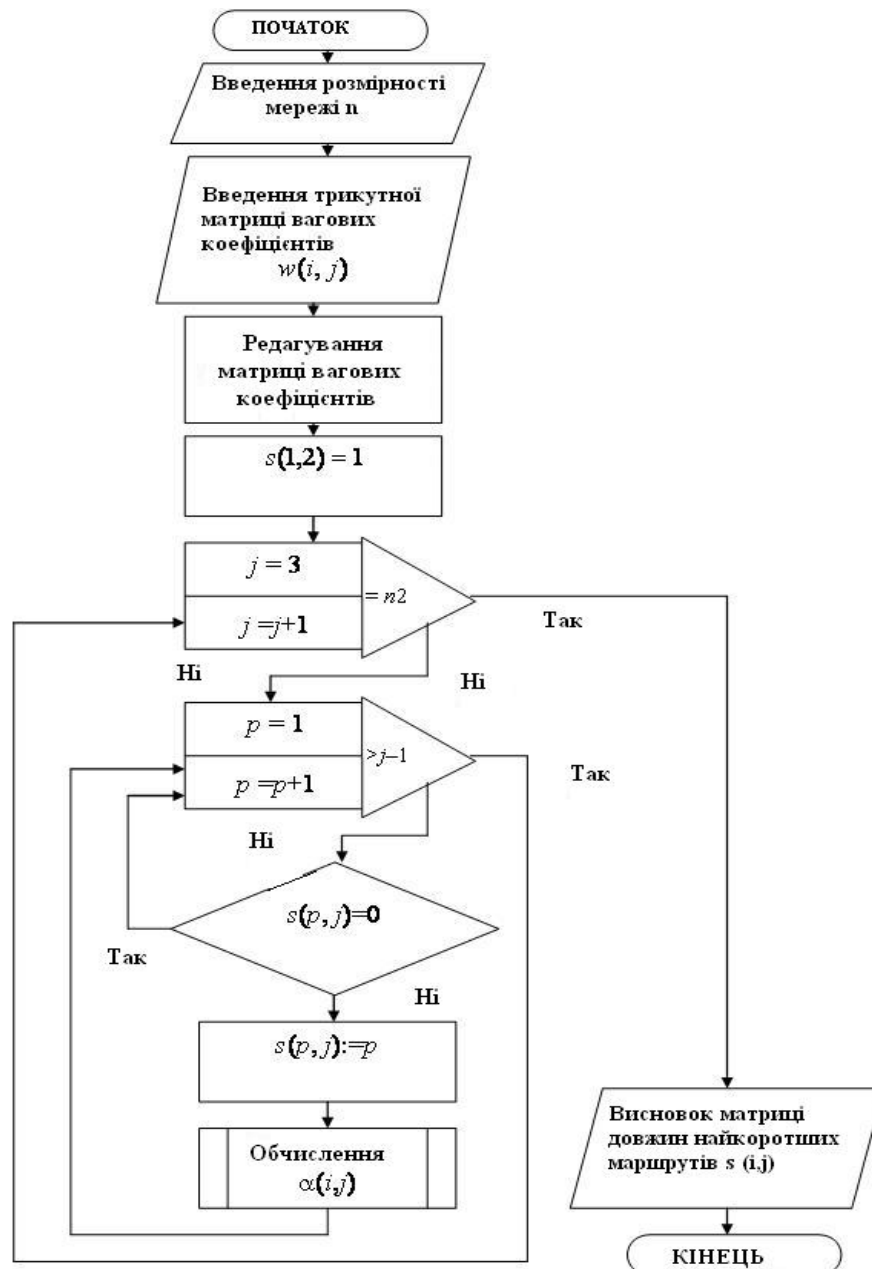 ПОЧАТОК
Введення розмірності
мережі n
Введення трикутної
матриці вагових
коефіцієнтів
w(i, j)
Редагування
матриці вагових
коефіцієнтів
s(1,2) = 1
j = 3
= n2
j =j+1
Так
Ні
Ні
p = 1
>j−1
p =p+1
Так
Ні
s(p, j)=0
Так
Ні
s(p, j):=p
Обчислення
α(i,j)
Висновок матриці
довжин найкоротших
маршрутів s (i,j)
КІНЕЦЬ